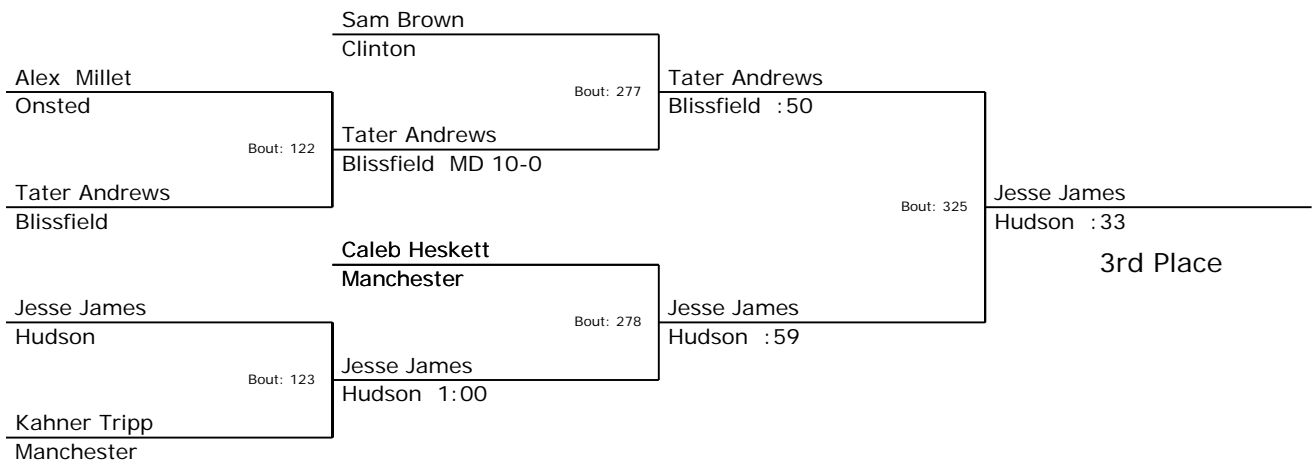 Sam Brown
Clinton
Alex Millet
Onsted
Bout: 277
Tater Andrews
Blissfield :50
Bout: 122
Tater Andrews
Blissfield MD 10-0
Tater Andrews
Blissfield
Bout: 325
Jesse James
Hudson :33
3rd Place
Caleb Heskett
Manchester
Jesse James
Hudson
Bout: 278
Jesse James
Hudson :59
Bout: 123
Jesse James
Hudson 1:00
Kahner Tripp
Manchester